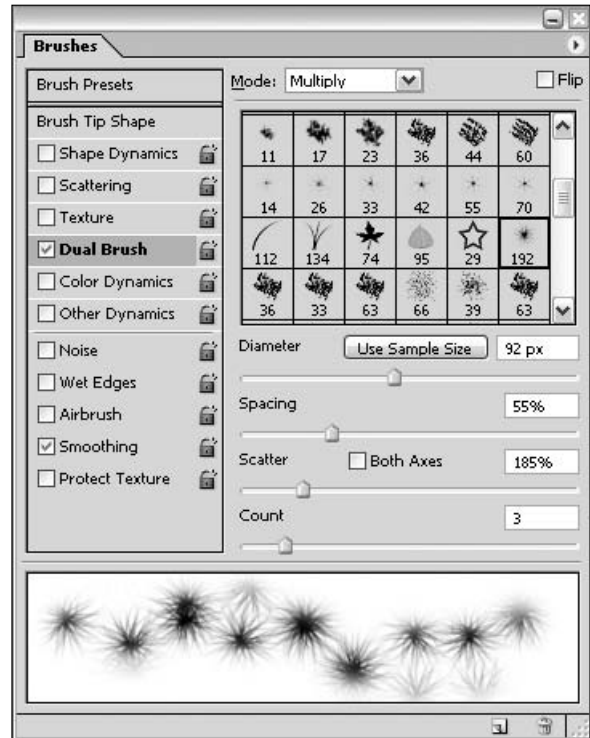 Brushes
Brush Presets
Mode: Multiply Flip
Brush Tip Shape
Shape Dynamics
Scattering
Texture
Dual Brush
Color Dynamics
Other Dynamics
Noise
Wet Edges
Airbrush
Smoothing
Protect Texture
11 17 23 36 44 60
14 26 33 42 55 70
112 134 74 95 29 192
36 33 63 66 39 63
Diameter Use Sample Size 92 px
Spacing 55%
Scatter Both Axes 185%
Count 3